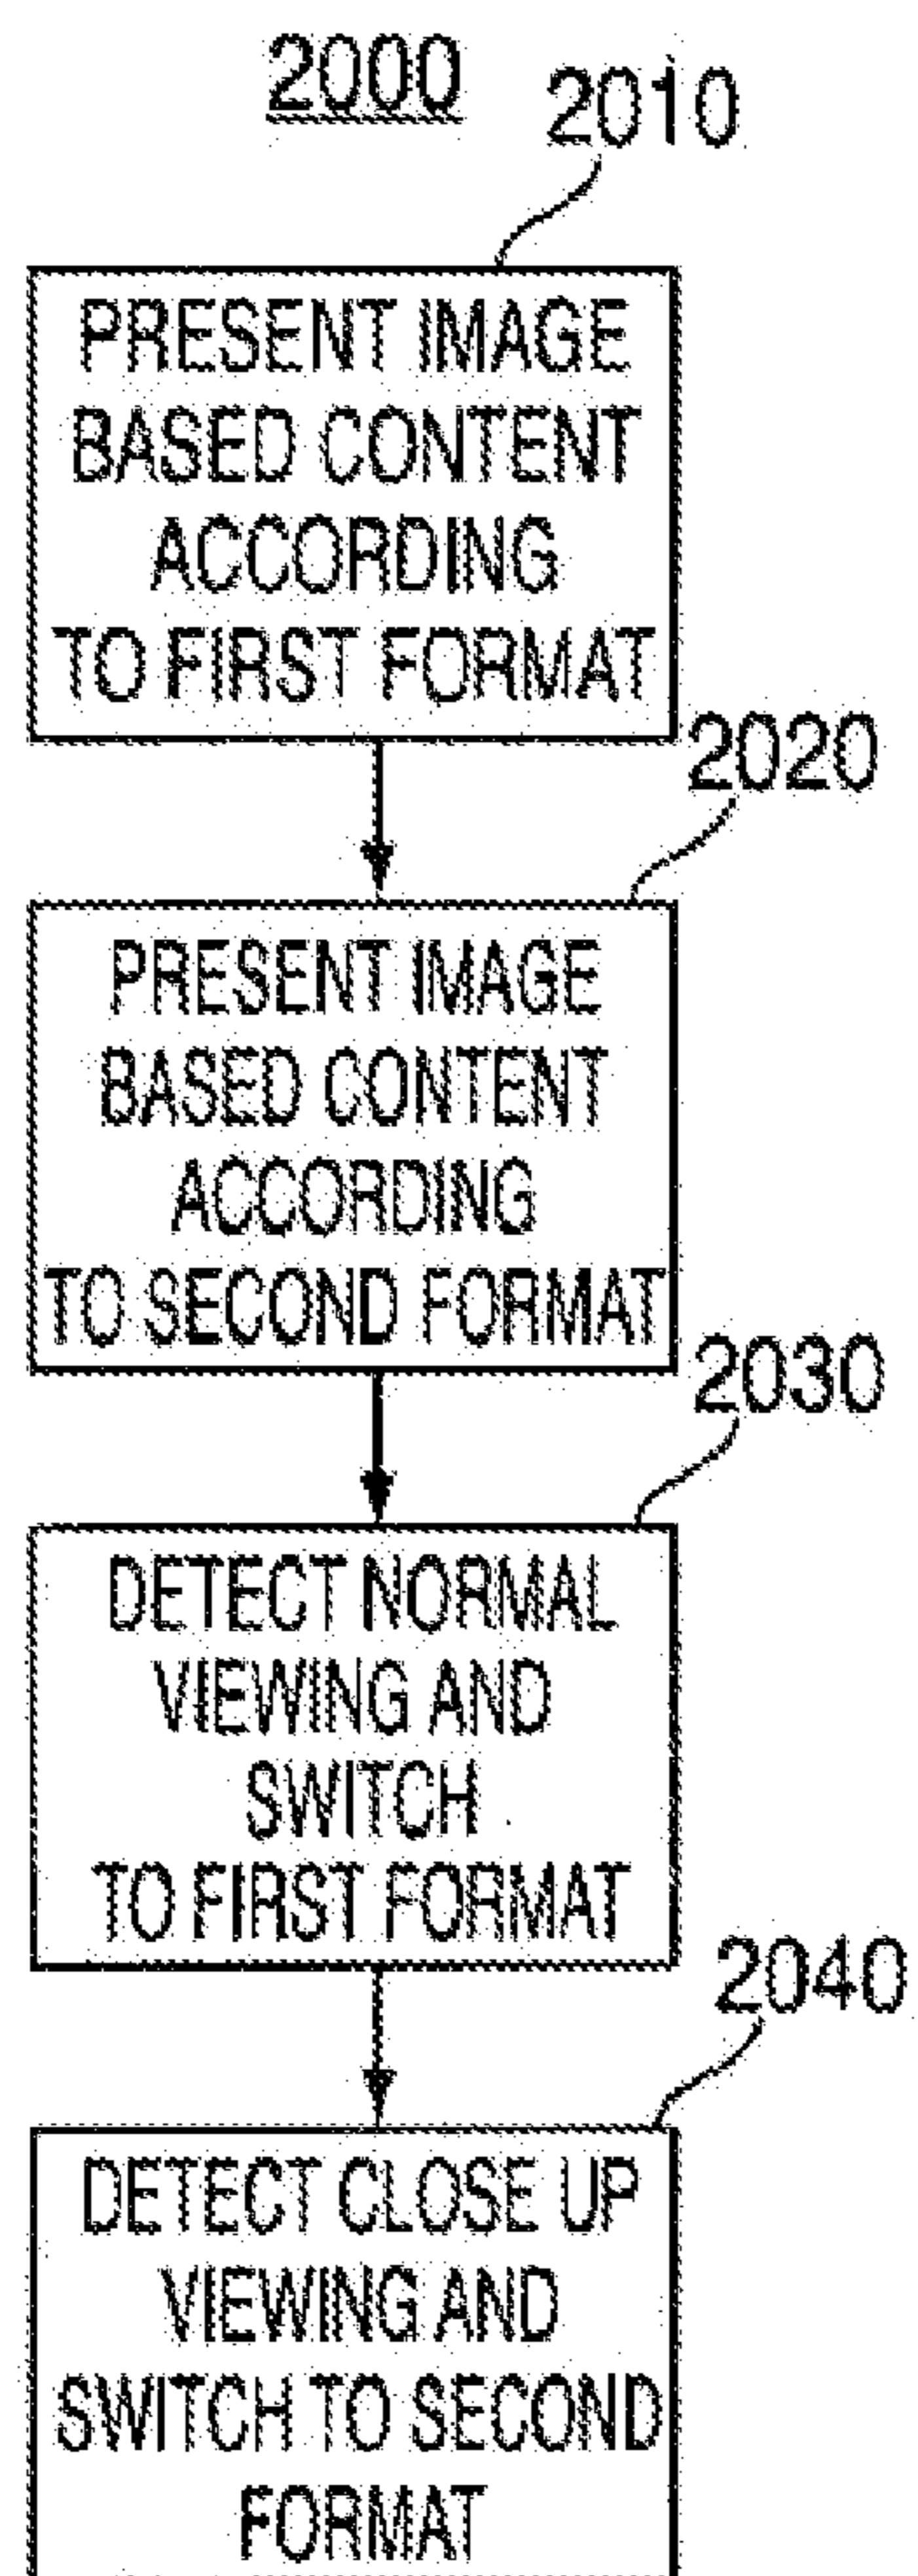 2000
2010
PRESENT IMAGE
BASED CONTENT
ACCORDING
TO FIRST FORMAT
2020
PRESENT IMAGE
BASED CONTENT
ACCORDING
TO SECOND FORMAT
2030
DETECT NORMAL
VIEWING AND
SWITCH
TO FIRST FORMAT
2040
DETECT CLOSE UP
VIEWING AND
SWITCH TO SECOND
FORMAT